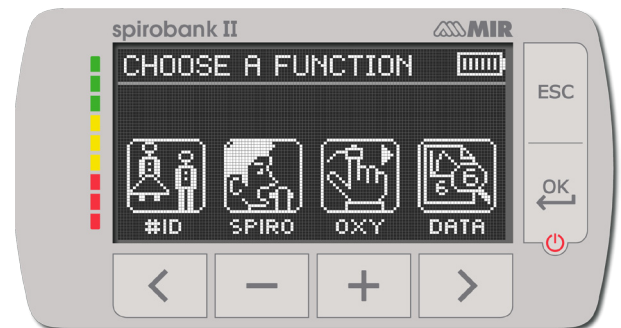 spirobank II MIR
CHOOSE A FUNCTION
ESC
#ID SPIRO OXY DATA
OK
< − + >